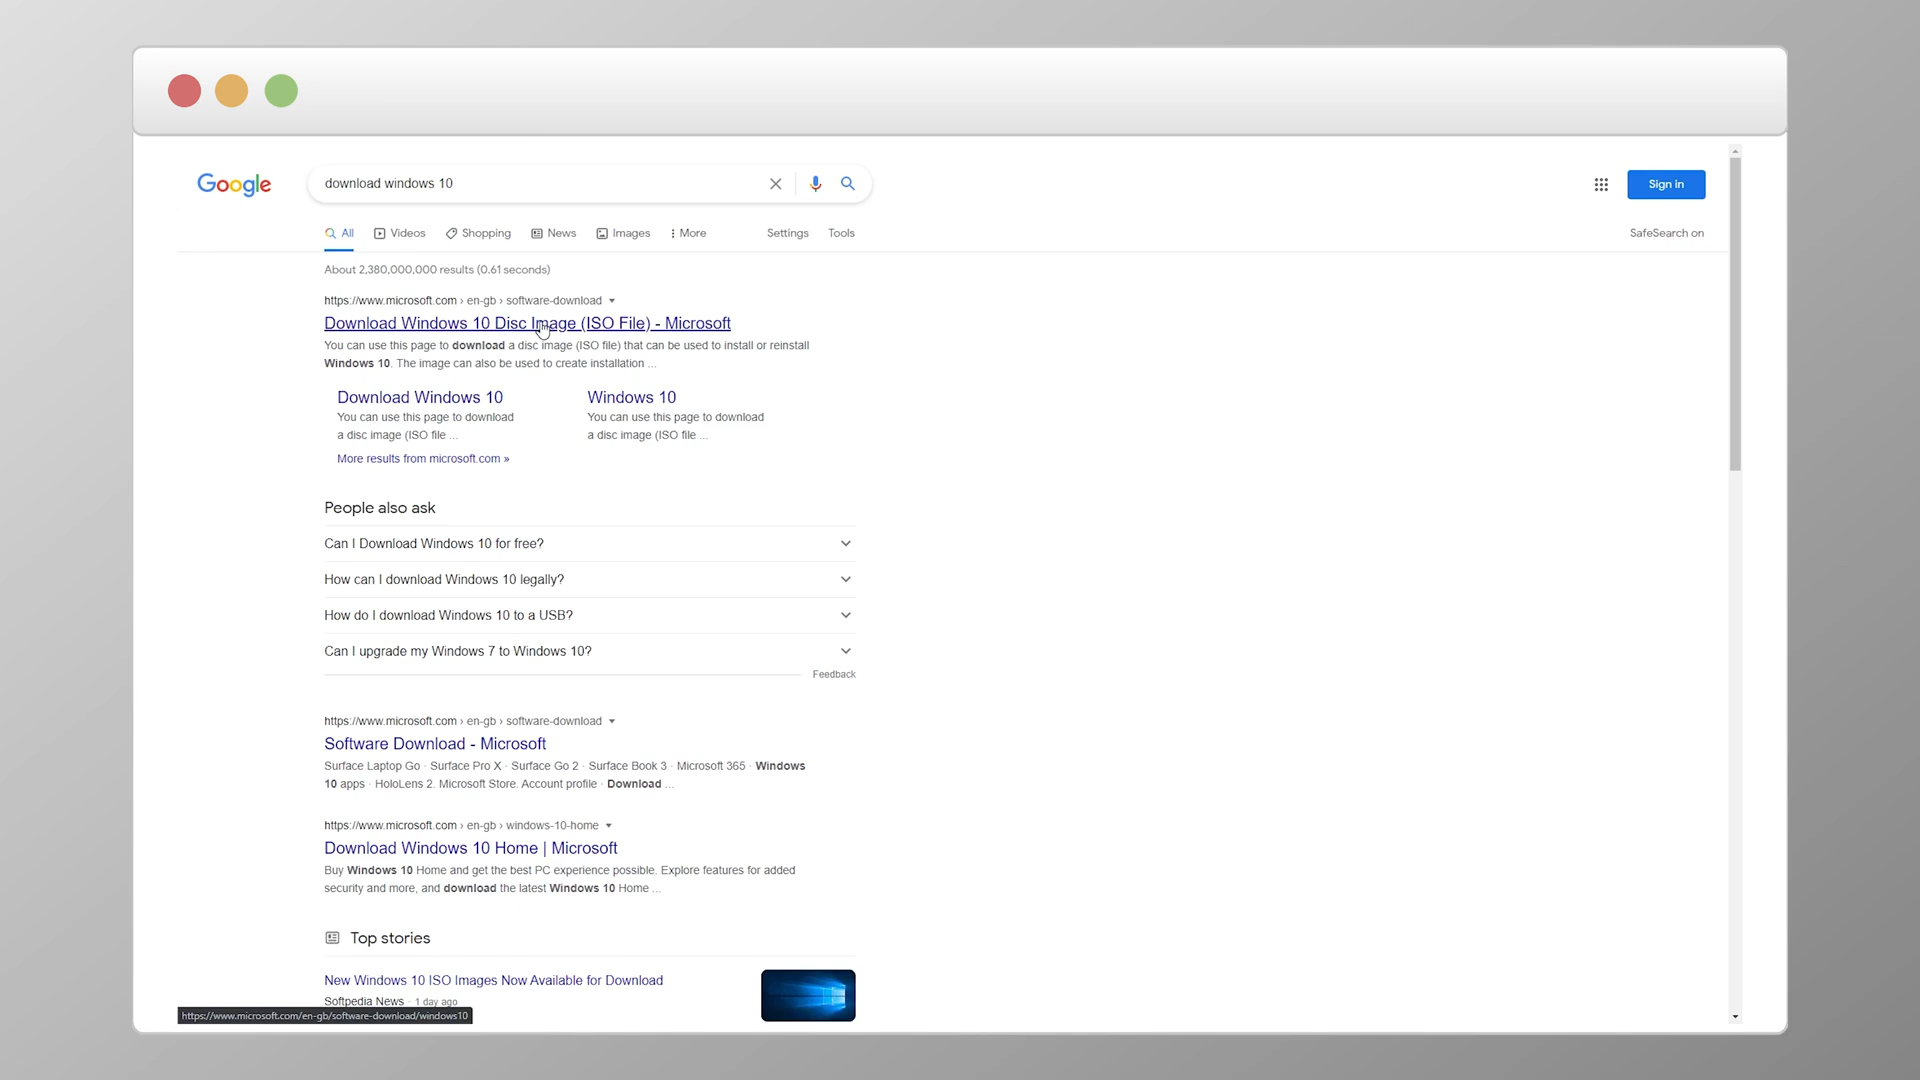 Google
download windows 10
Sign in
All
Videos
Shopping
News
Images
More
Settings
Tools
SafeSearch on
About 2,380,000,000 results (0.61 seconds)
https://www.microsoft.com › en-gb › software-download
Download Windows 10 Disc Image (ISO File) - Microsoft
You can use this page to download a disc image (ISO file) that can be used to install or reinstall
Windows 10. The image can also be used to create installation ...
Download Windows 10
You can use this page to download
a disc image (ISO file ...
Windows 10
You can use this page to download
a disc image (ISO file ...
More results from microsoft.com »
People also ask
Can I Download Windows 10 for free?
How can I download Windows 10 legally?
How do I download Windows 10 to a USB?
Can I upgrade my Windows 7 to Windows 10?
Feedback
https://www.microsoft.com › en-gb › software-download
Software Download - Microsoft
Surface Laptop Go · Surface Pro X · Surface Go 2 · Surface Book 3 · Microsoft 365 · Windows
10 apps · HoloLens 2. Microsoft Store. Account profile · Download ...
https://www.microsoft.com › en-gb › windows-10-home
Download Windows 10 Home | Microsoft
Buy Windows 10 Home and get the best PC experience possible. Explore features for added
security and more, and download the latest Windows 10 Home ...
Top stories
New Windows 10 ISO Images Now Available for Download
Softpedia News · 1 day ago
https://www.microsoft.com/en-gb/software-download/windows10